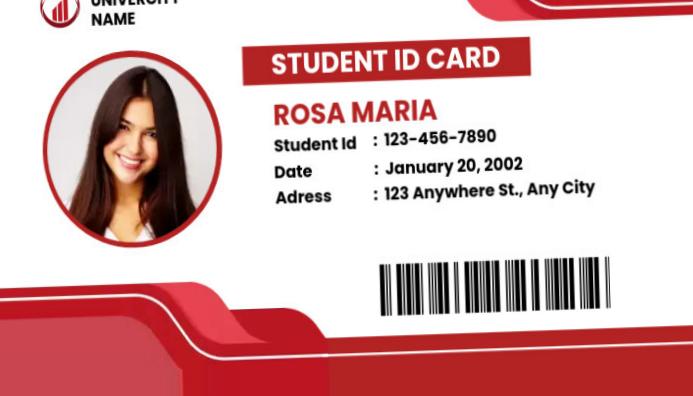 UNIVERSITY
NAME
STUDENT ID CARD
ROSA MARIA
Student Id : 123-456-7890
Date : January 20, 2002
Adress : 123 Anywhere St., Any City